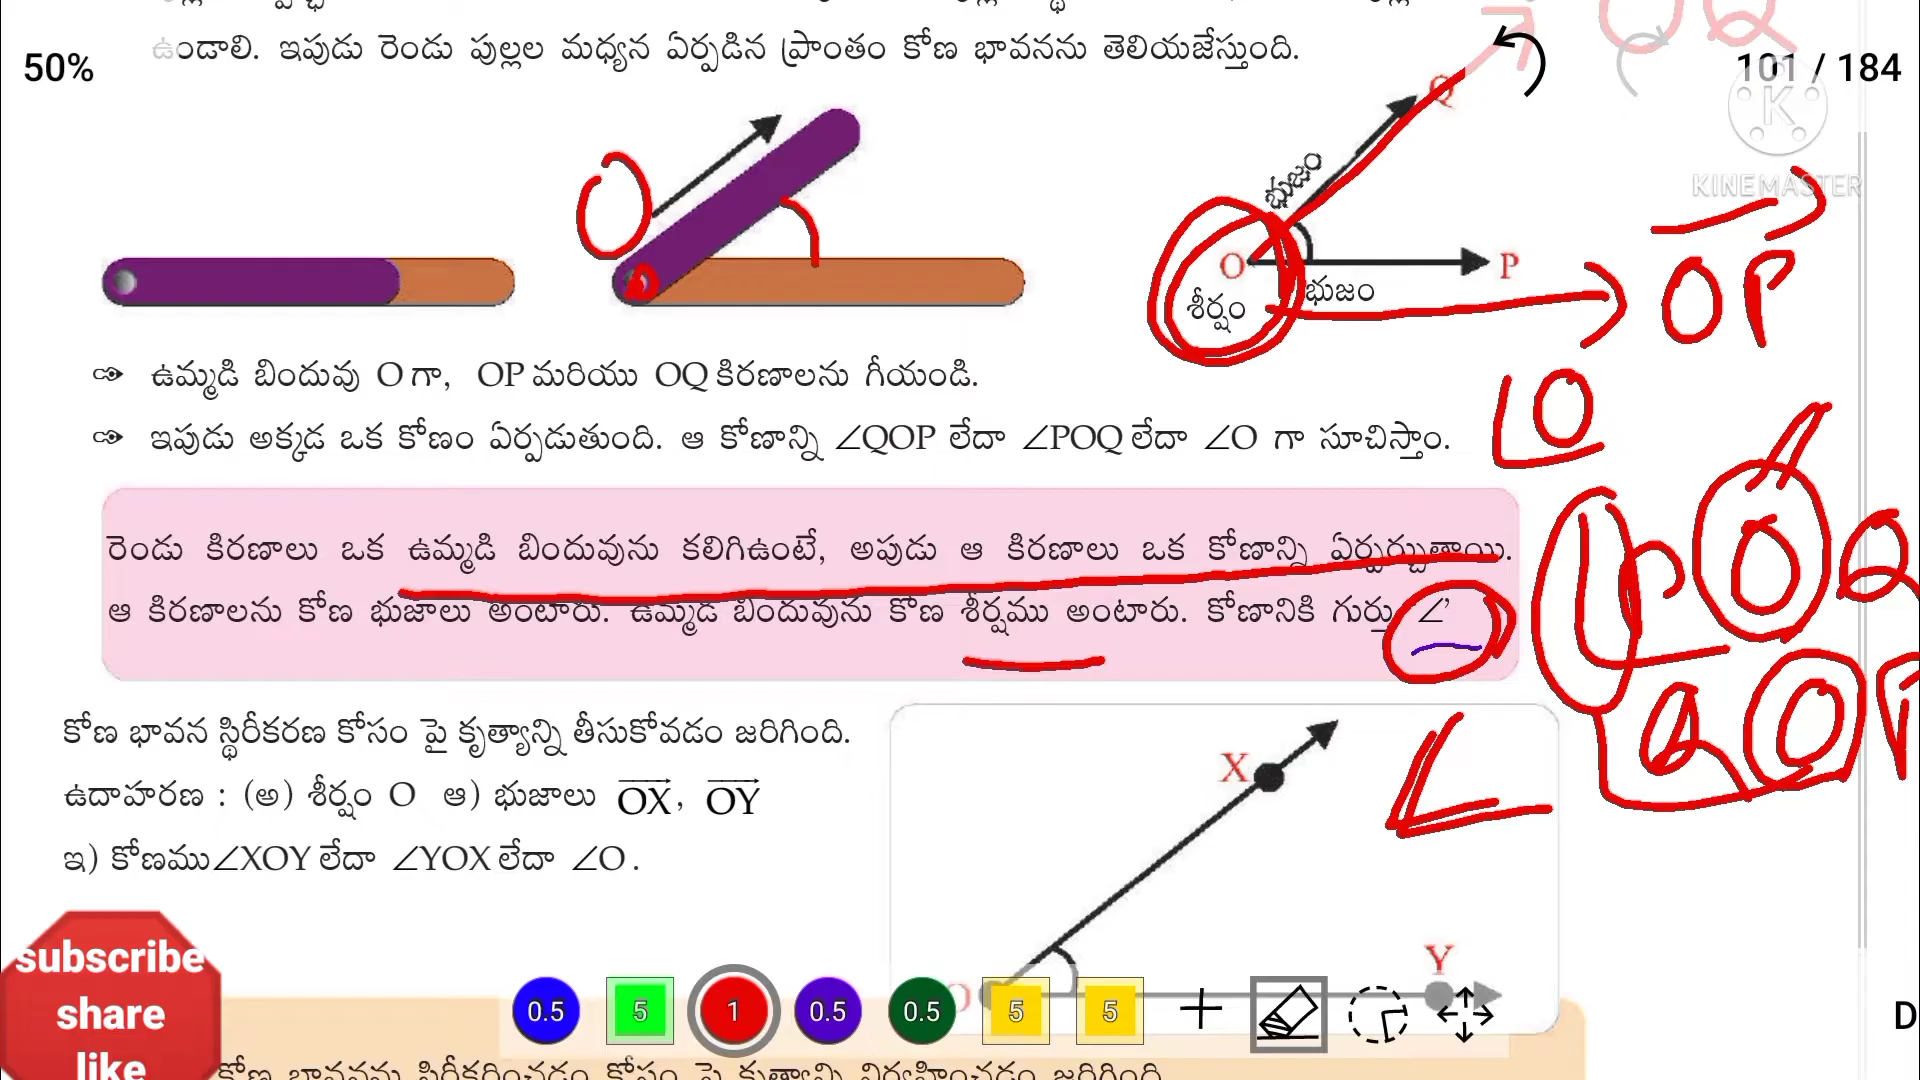 ఉండాలి. ఇపుడు రెండు పుల్లల మధ్యన ఏర్పడిన ప్రాంతం కోణ భావనను తెలియజేస్తుంది.
50%
101 / 184
Q
భుజం
KINEMASTER
O
P
శీర్షం
భుజం
OP
ఉమ్మడి బిందువు O గా, OP మరియు OQ కిరణాలను గీయండి.
ఇపుడు అక్కడ ఒక కోణం ఏర్పడుతుంది. ఆ కోణాన్ని ∠QOP లేదా ∠POQ లేదా ∠O గా సూచిస్తాం.
∠O
రెండు కిరణాలు ఒక ఉమ్మడి బిందువును కలిగిఉంటే, అపుడు ఆ కిరణాలు ఒక కోణాన్ని ఏర్పర్చుతాయి.
ఆ కిరణాలను కోణ భుజాలు అంటారు. ఉమ్మడి బిందువును కోణ శీర్షము అంటారు. కోణానికి గుర్తు ∠’
POQ
QOP
కోణ భావన స్థిరీకరణ కోసం పై కృత్యాన్ని తీసుకోవడం జరిగింది.
ఉదాహరణ : (అ) శీర్షం O ఆ) భుజాలు OX, OY
ఇ) కోణము∠XOY లేదా ∠YOX లేదా ∠O .
X
Y
O
subscribe
share
like
0.5 5 1 0.5 0.5 5 5
D